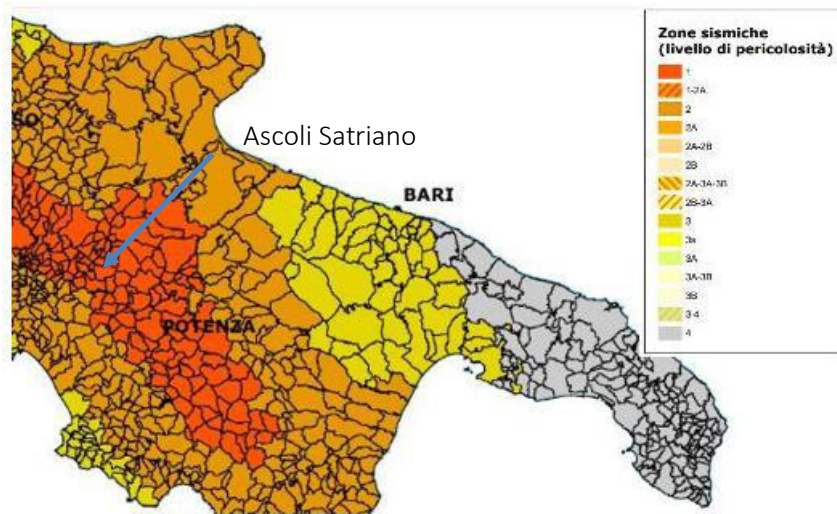 Zone sismiche
(livello di pericolosità)
1
1-2A
2
2A
2A-2B
2B
2A-3A-3B
2B-3A
3
3s
3A
3A-3B
3B
3-4
4
SO
Ascoli Satriano
BARI
POTENZA